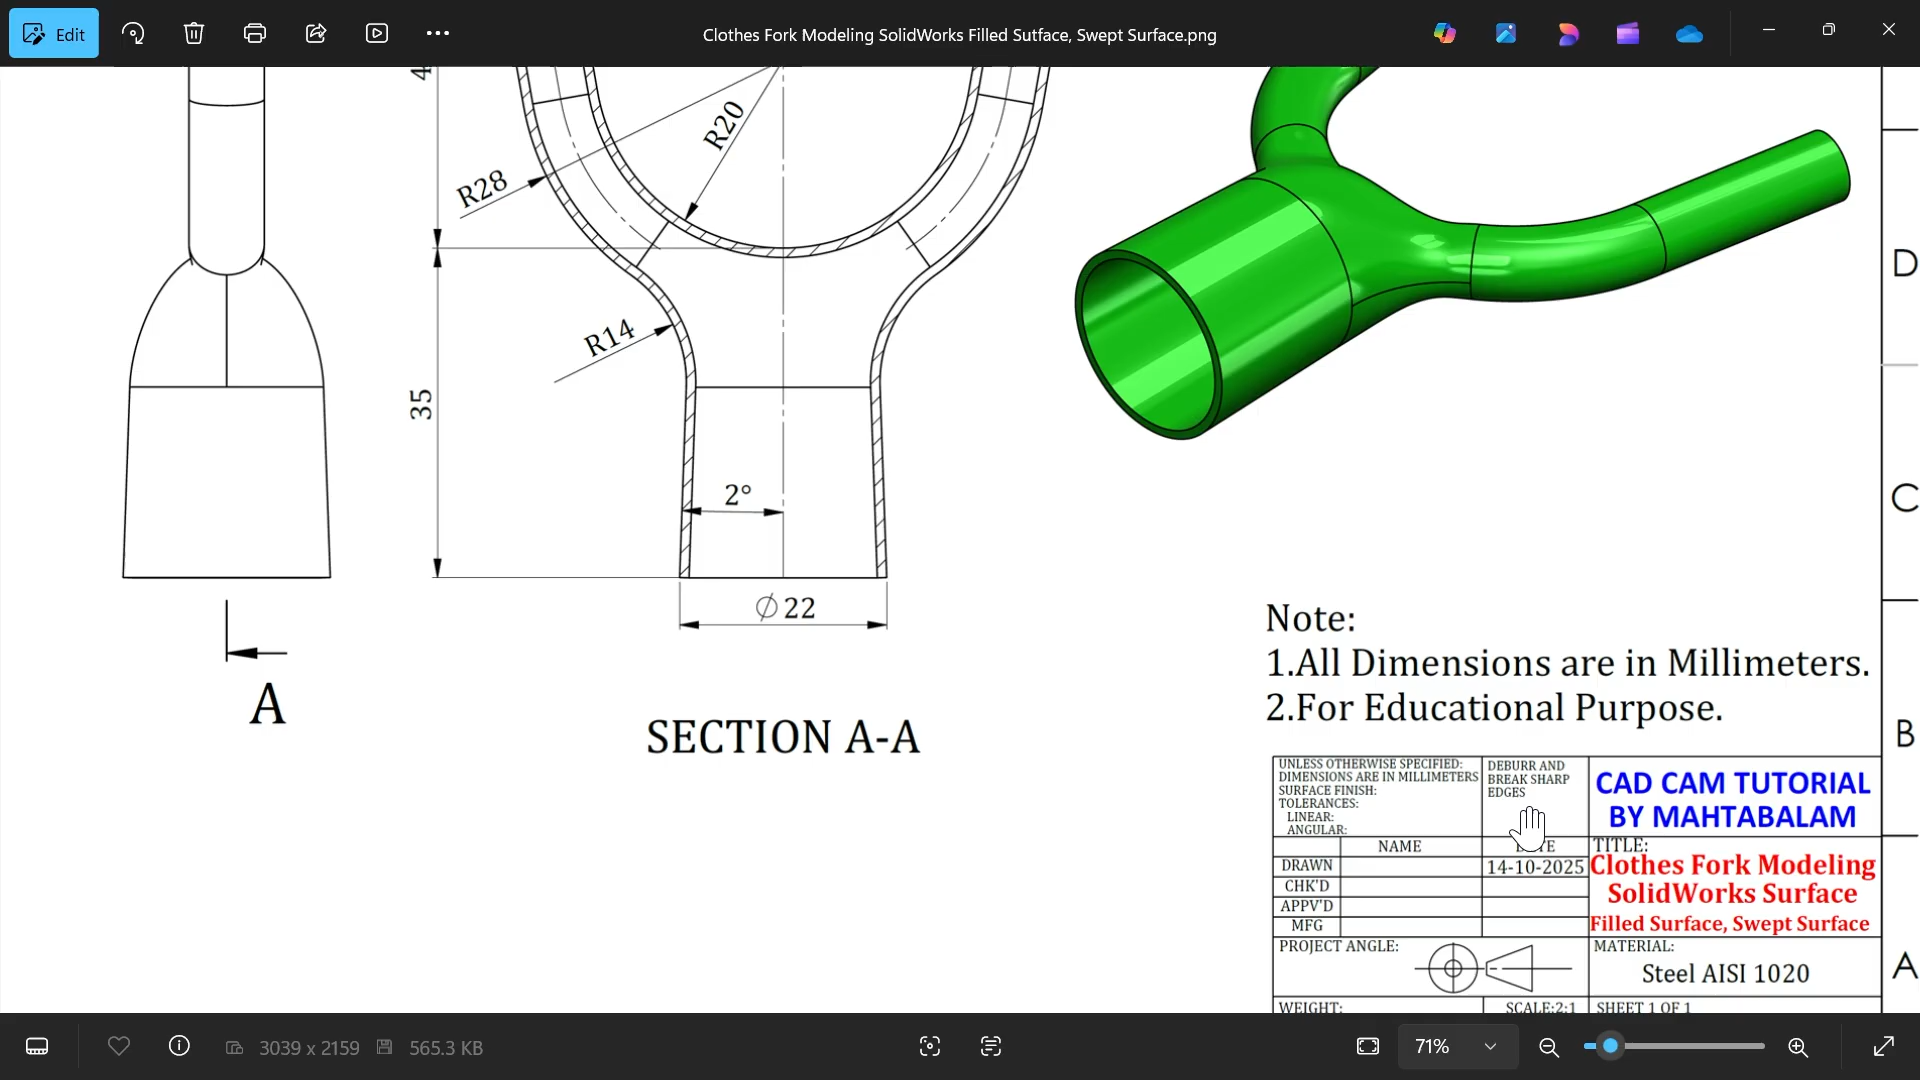 Edit
Clothes Fork Modeling SolidWorks Filled Sutface, Swept Surface.png
4
R20
R28
R14
35
2°
∅22
D
C
B
A
A
SECTION A-A
Note:
1.All Dimensions are in Millimeters.
2.For Educational Purpose.
UNLESS OTHERWISE SPECIFIED:
DIMENSIONS ARE IN MILLIMETERS
SURFACE FINISH:
TOLERANCES:
LINEAR:
ANGULAR:
DEBURR AND
BREAK SHARP
EDGES
CAD CAM TUTORIAL
BY MAHTABALAM
NAME
TITLE:
DRAWN
14-10-2025
CHK'D
APPV'D
MFG
Clothes Fork Modeling
SolidWorks Surface
Filled Surface, Swept Surface
PROJECT ANGLE:
MATERIAL:
Steel AISI 1020
WEIGHT:
SCALE:2:1
SHEET 1 OF 1
3039 x 2159
565.3 KB
71%